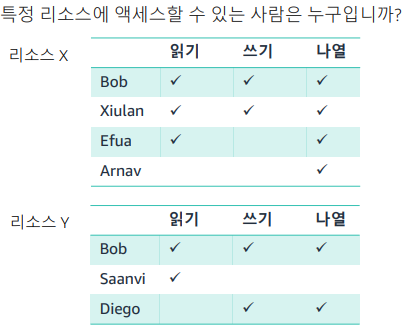 특정 리소스에 액세스할 수 있는 사람은 누구입니까?
리소스 X
읽기 쓰기 나열
Bob ✓ ✓ ✓
Xiulan ✓ ✓ ✓
Efua ✓ ✓
Arnav ✓
리소스 Y
읽기 쓰기 나열
Bob ✓ ✓ ✓
Saanvi ✓
Diego ✓ ✓